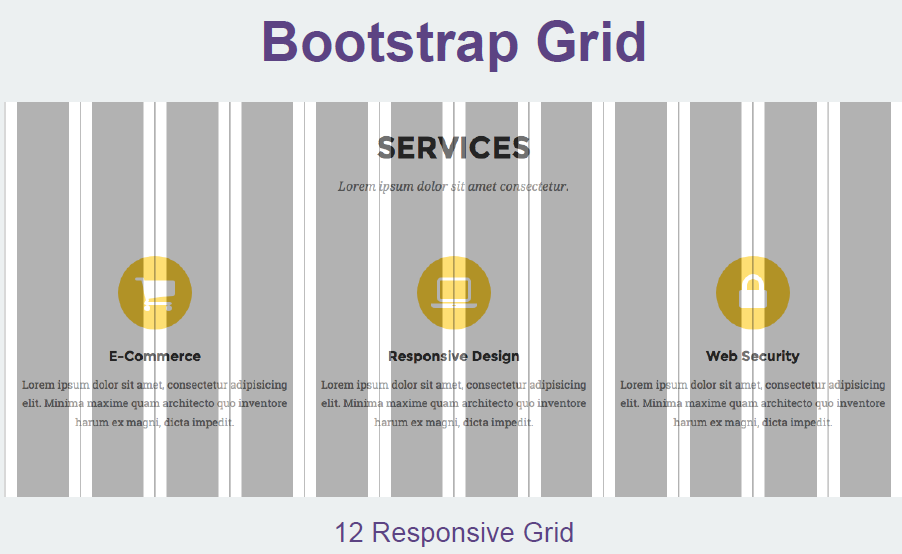 Bootstrap Grid
SERVICES
Lorem ipsum dolor sit amet consectetur.
E-Commerce
Lorem ipsum dolor sit amet, consectetur adipisicing
elit. Minima maxime quam architecto quo inventore
harum ex magni, dicta impedit.
Responsive Design
Lorem ipsum dolor sit amet, consectetur adipisicing
elit. Minima maxime quam architecto quo inventore
harum ex magni, dicta impedit.
Web Security
Lorem ipsum dolor sit amet, consectetur adipisicing
elit. Minima maxime quam architecto quo inventore
harum ex magni, dicta impedit.
12 Responsive Grid